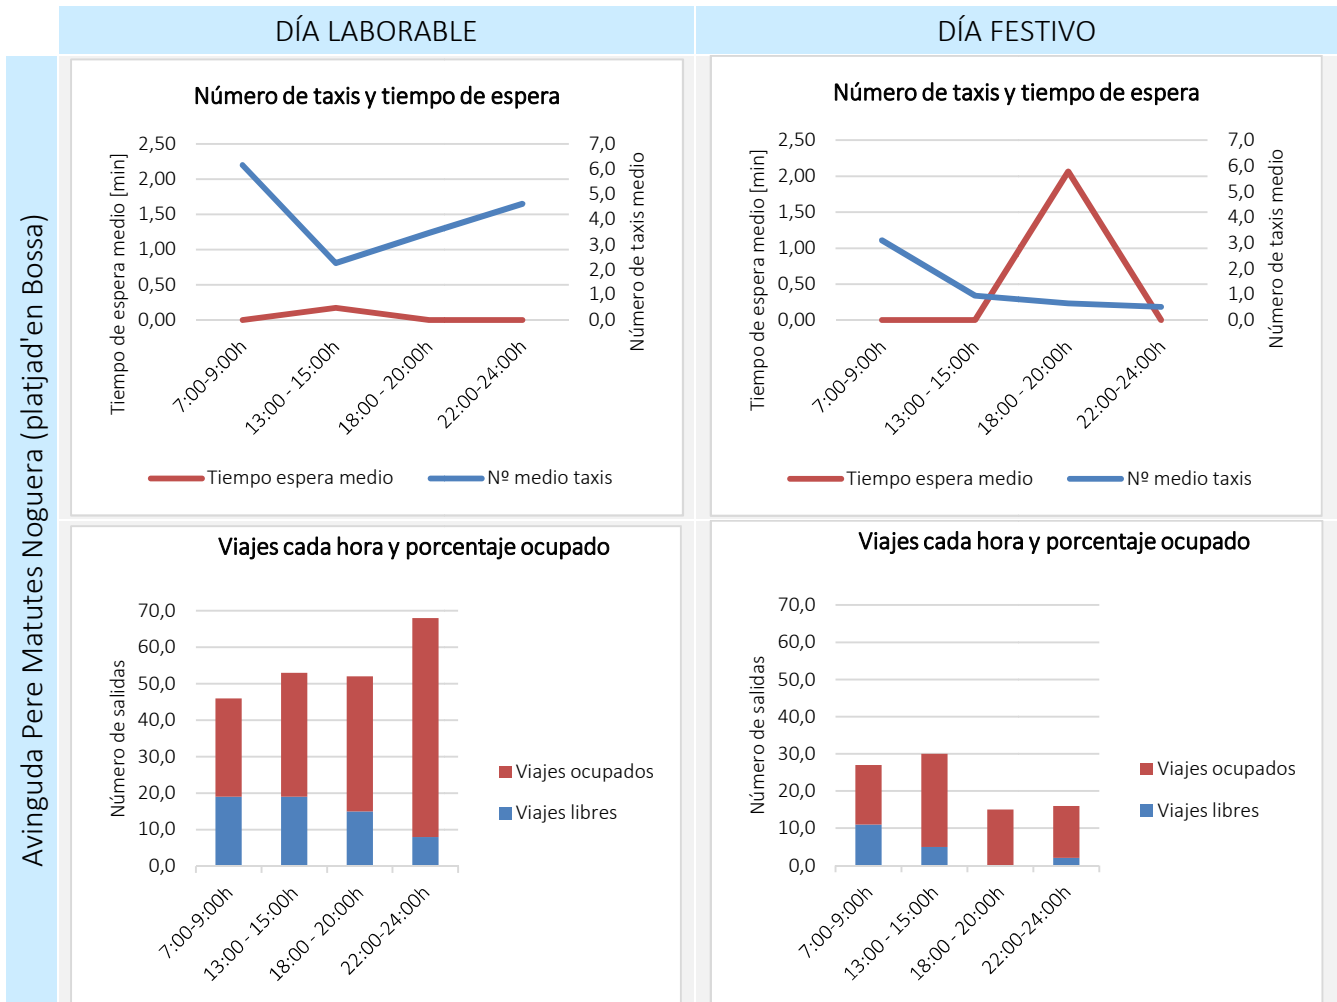 DÍA LABORABLE
DÍA FESTIVO
Avinguda Pere Matutes Noguera (platjad'en Bossa)
Número de taxis y tiempo de espera
Tiempo de espera medio [min]
2,50
2,00
1,50
1,00
0,50
0,00
7,0
6,0
5,0
4,0
3,0
2,0
1,0
0,0
Número de taxis medio
7:00-9:00h
13:00 - 15:00h
18:00 - 20:00h
22:00-24:00h
Tiempo espera medio
Nº medio taxis
Número de taxis y tiempo de espera
Tiempo de espera medio [min]
2,50
2,00
1,50
1,00
0,50
0,00
7,0
6,0
5,0
4,0
3,0
2,0
1,0
0,0
Número de taxis medio
7:00-9:00h
13:00 - 15:00h
18:00 - 20:00h
22:00-24:00h
Tiempo espera medio
Nº medio taxis
Viajes cada hora y porcentaje ocupado
Número de salidas
70,0
60,0
50,0
40,0
30,0
20,0
10,0
0,0
7:00-9:00h
13:00 - 15:00h
18:00 - 20:00h
22:00-24:00h
Viajes ocupados
Viajes libres
Viajes cada hora y porcentaje ocupado
Número de salidas
70,0
60,0
50,0
40,0
30,0
20,0
10,0
0,0
7:00-9:00h
13:00 - 15:00h
18:00 - 20:00h
22:00-24:00h
Viajes ocupados
Viajes libres